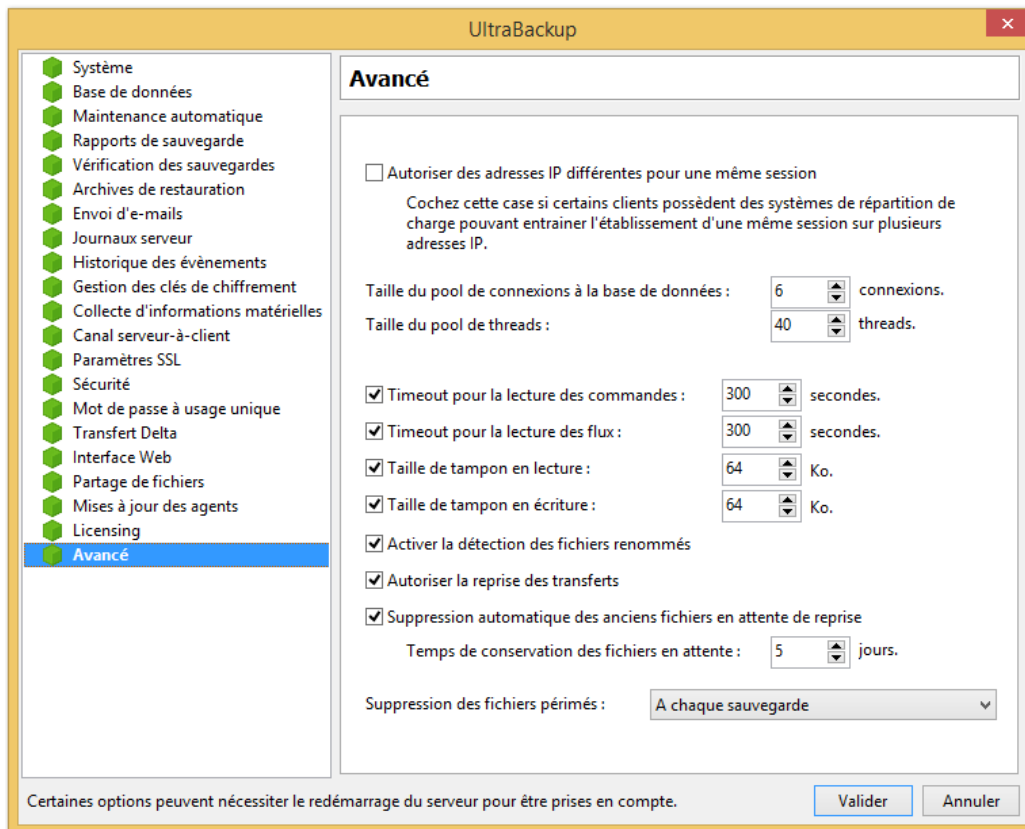 UltraBackup
Système
Base de données
Maintenance automatique
Rapports de sauvegarde
Vérification des sauvegardes
Archives de restauration
Envoi d'e-mails
Journaux serveur
Historique des évènements
Gestion des clés de chiffrement
Collecte d'informations matérielles
Canal serveur-à-client
Paramètres SSL
Sécurité
Mot de passe à usage unique
Transfert Delta
Interface Web
Partage de fichiers
Mises à jour des agents
Licensing
Avancé
Avancé
Autoriser des adresses IP différentes pour une même session
Cochez cette case si certains clients possèdent des systèmes de répartition de
charge pouvant entrainer l'établissement d'une même session sur plusieurs
adresses IP.
Taille du pool de connexions à la base de données : 6 connexions.
Taille du pool de threads : 40 threads.
Timeout pour la lecture des commandes : 300 secondes.
Timeout pour la lecture des flux : 300 secondes.
Taille de tampon en lecture : 64 Ko.
Taille de tampon en écriture : 64 Ko.
Activer la détection des fichiers renommés
Autoriser la reprise des transferts
Suppression automatique des anciens fichiers en attente de reprise
Temps de conservation des fichiers en attente : 5 jours.
Suppression des fichiers périmés : A chaque sauvegarde
Certaines options peuvent nécessiter le redémarrage du serveur pour être prises en compte. Valider Annuler